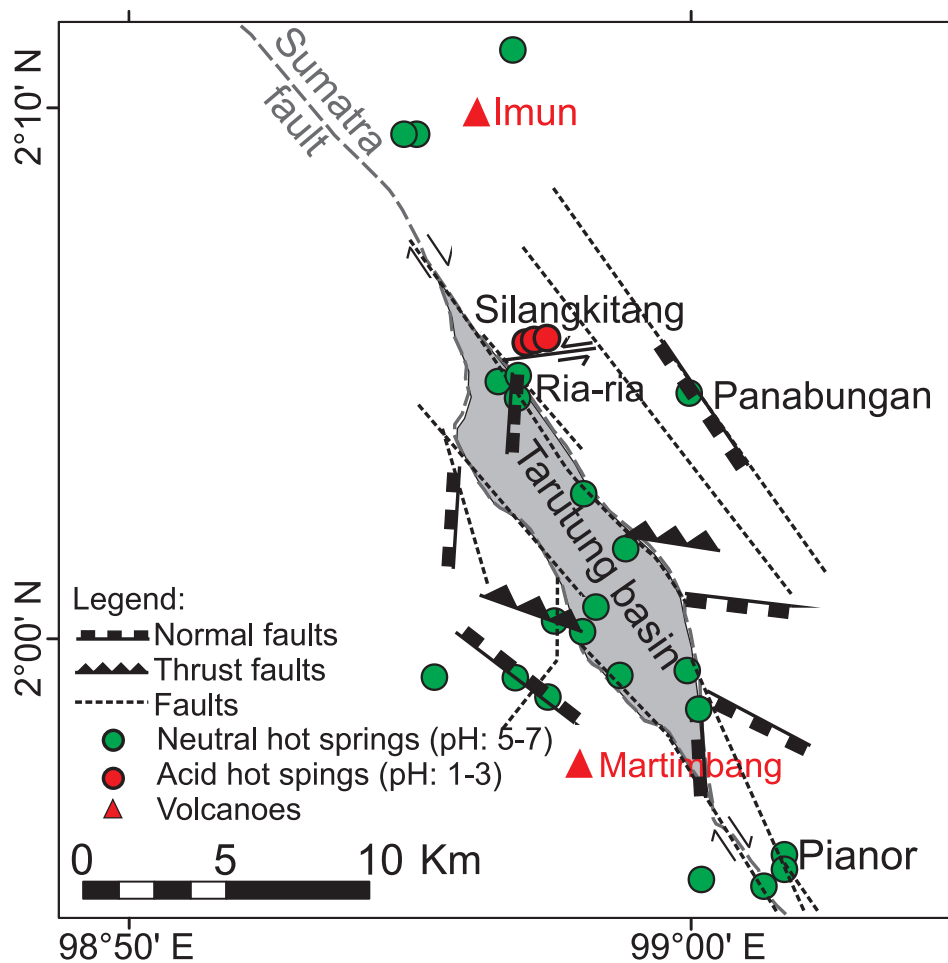 Sumatra
fault
Imun
2°10' N
Silangkitang
Ria-ria
Panabungan
Tarutung basin
2°00' N
Legend:
Normal faults
Thrust faults
Faults
Neutral hot springs (pH: 5-7)
Acid hot spings (pH: 1-3)
Volcanoes
Martimbang
Pianor
0 5 10 Km
98°50' E
99°00' E